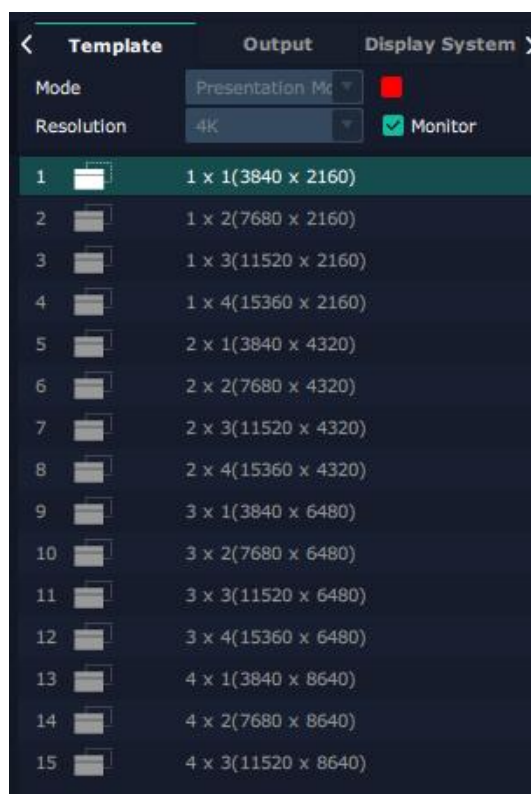 Template Output Display System
Mode Presentation Mo
Resolution 4K Monitor
1 1 x 1(3840 x 2160)
2 1 x 2(7680 x 2160)
3 1 x 3(11520 x 2160)
4 1 x 4(15360 x 2160)
5 2 x 1(3840 x 4320)
6 2 x 2(7680 x 4320)
7 2 x 3(11520 x 4320)
8 2 x 4(15360 x 4320)
9 3 x 1(3840 x 6480)
10 3 x 2(7680 x 6480)
11 3 x 3(11520 x 6480)
12 3 x 4(15360 x 6480)
13 4 x 1(3840 x 8640)
14 4 x 2(7680 x 8640)
15 4 x 3(11520 x 8640)